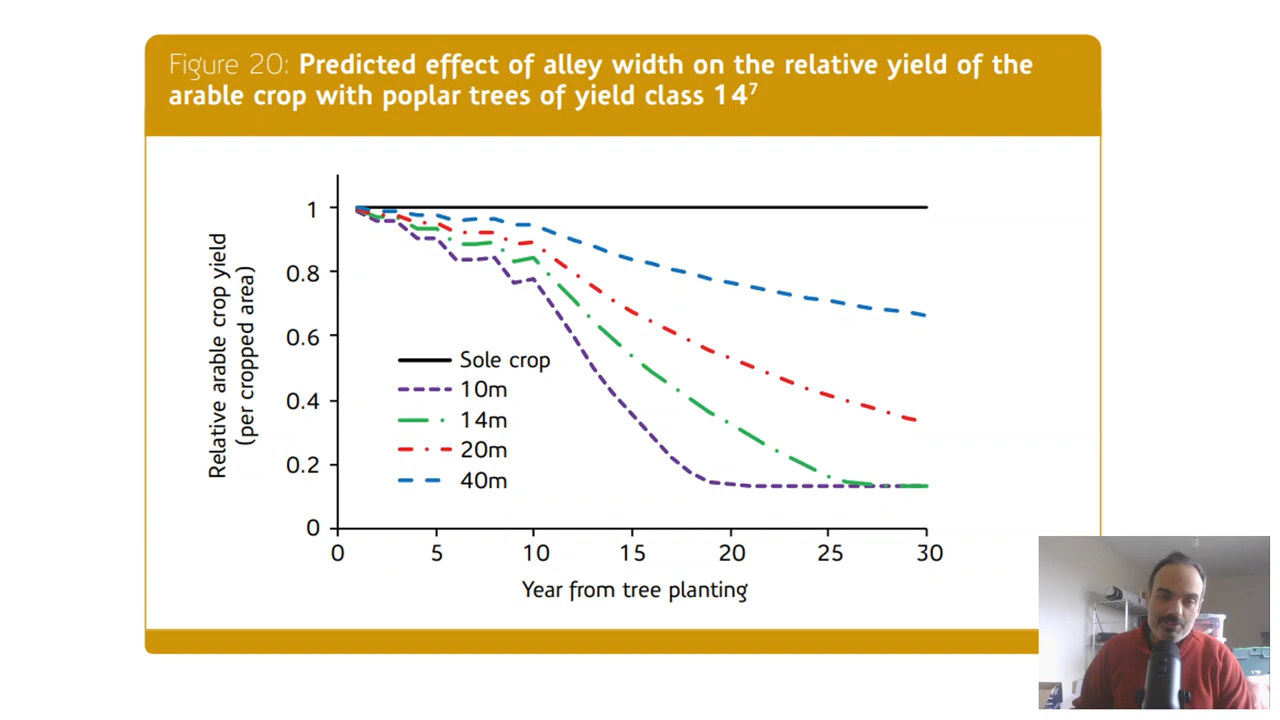 Figure 20: Predicted effect of alley width on the relative yield of the
arable crop with poplar trees of yield class 14⁷
Relative arable crop yield
(per cropped area)
1
0.8
0.6
0.4
0.2
0
Sole crop
10m
14m
20m
40m
0 5 10 15 20 25 30
Year from tree planting